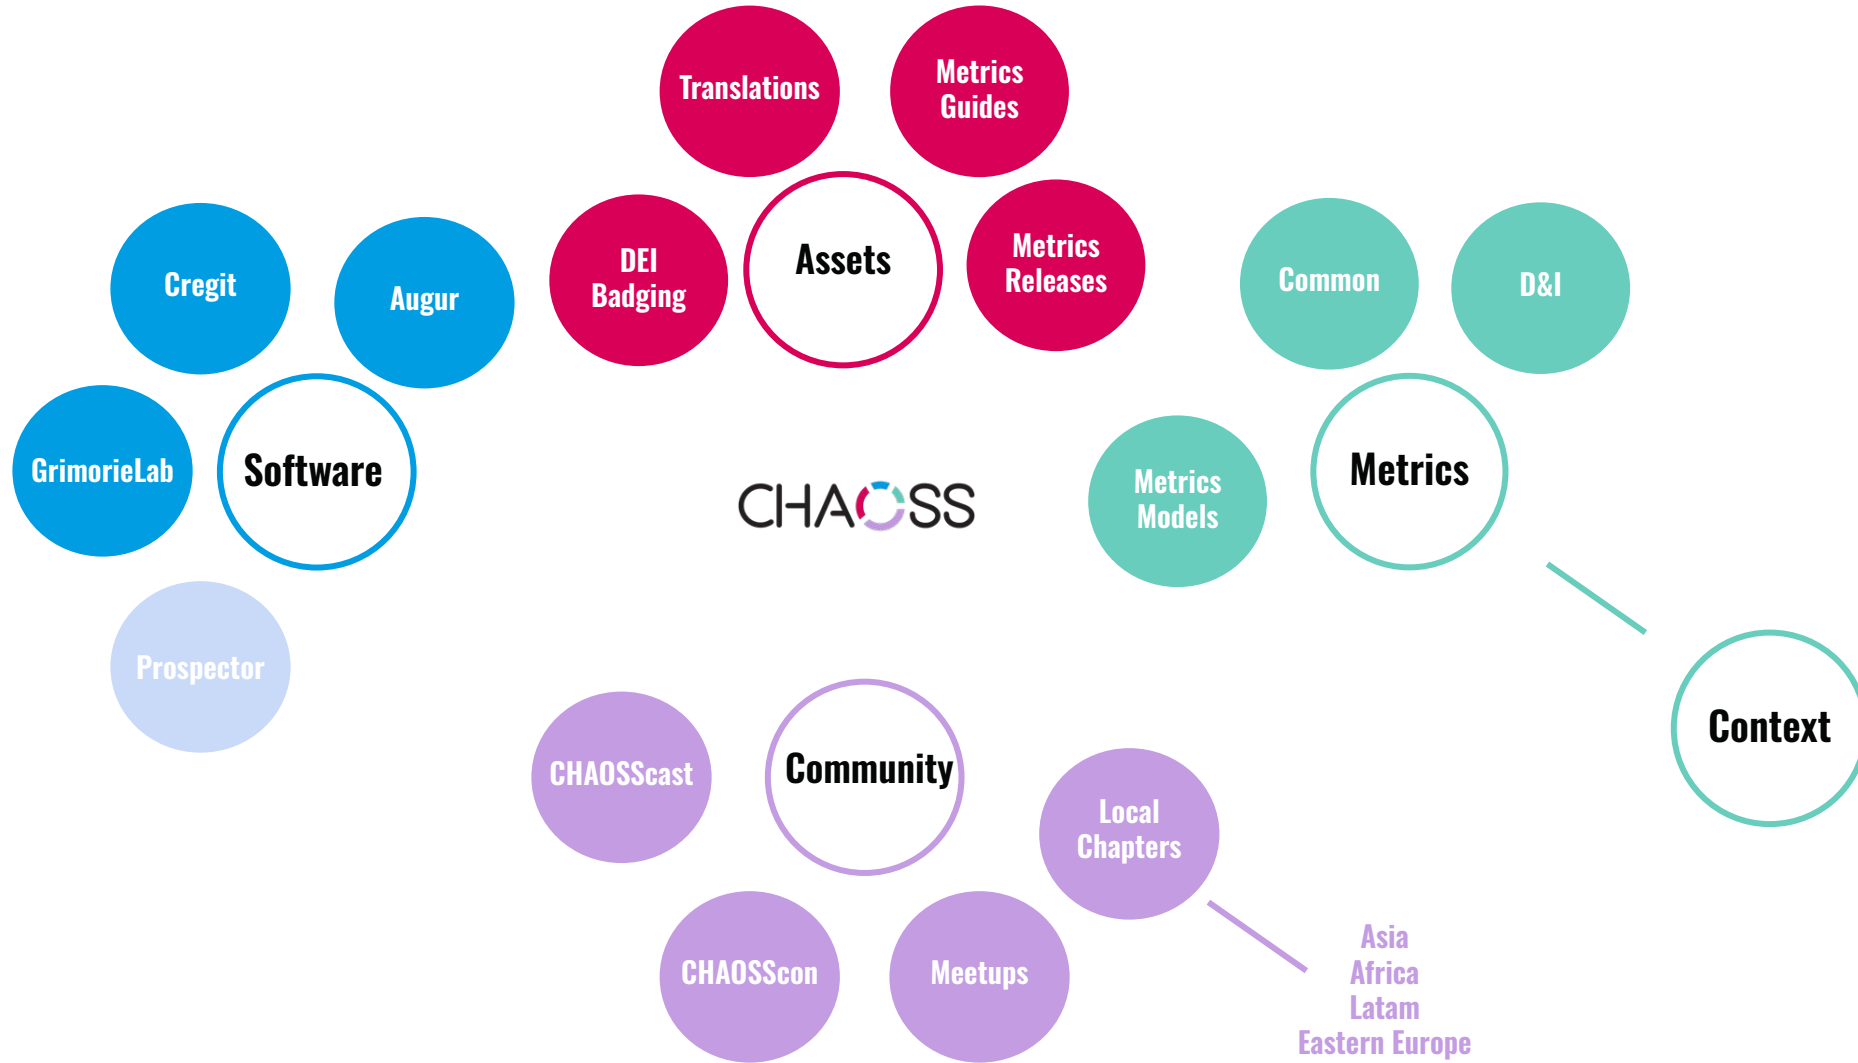 Translations
Metrics
Guides
DEI
Badging
Assets
Metrics
Releases
Cregit
Augur
GrimorieLab
Software
Prospector
CHAOSS
Common
D&I
Metrics
Models
Metrics
Context
CHAOSScast
Community
Local
Chapters
CHAOSScon
Meetups
Asia
Africa
Latam
Eastern Europe